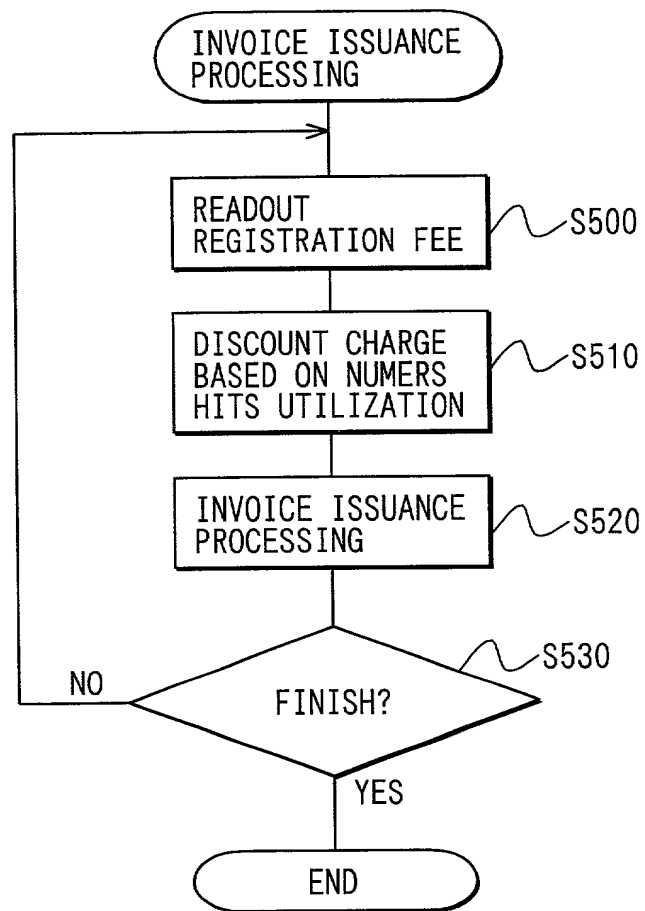 INVOICE ISSUANCE
PROCESSING
READOUT
REGISTRATION FEE
S500
DISCOUNT CHARGE
BASED ON NUMERS
HITS UTILIZATION
S510
INVOICE ISSUANCE
PROCESSING
S520
S530
NO
FINISH?
YES
END